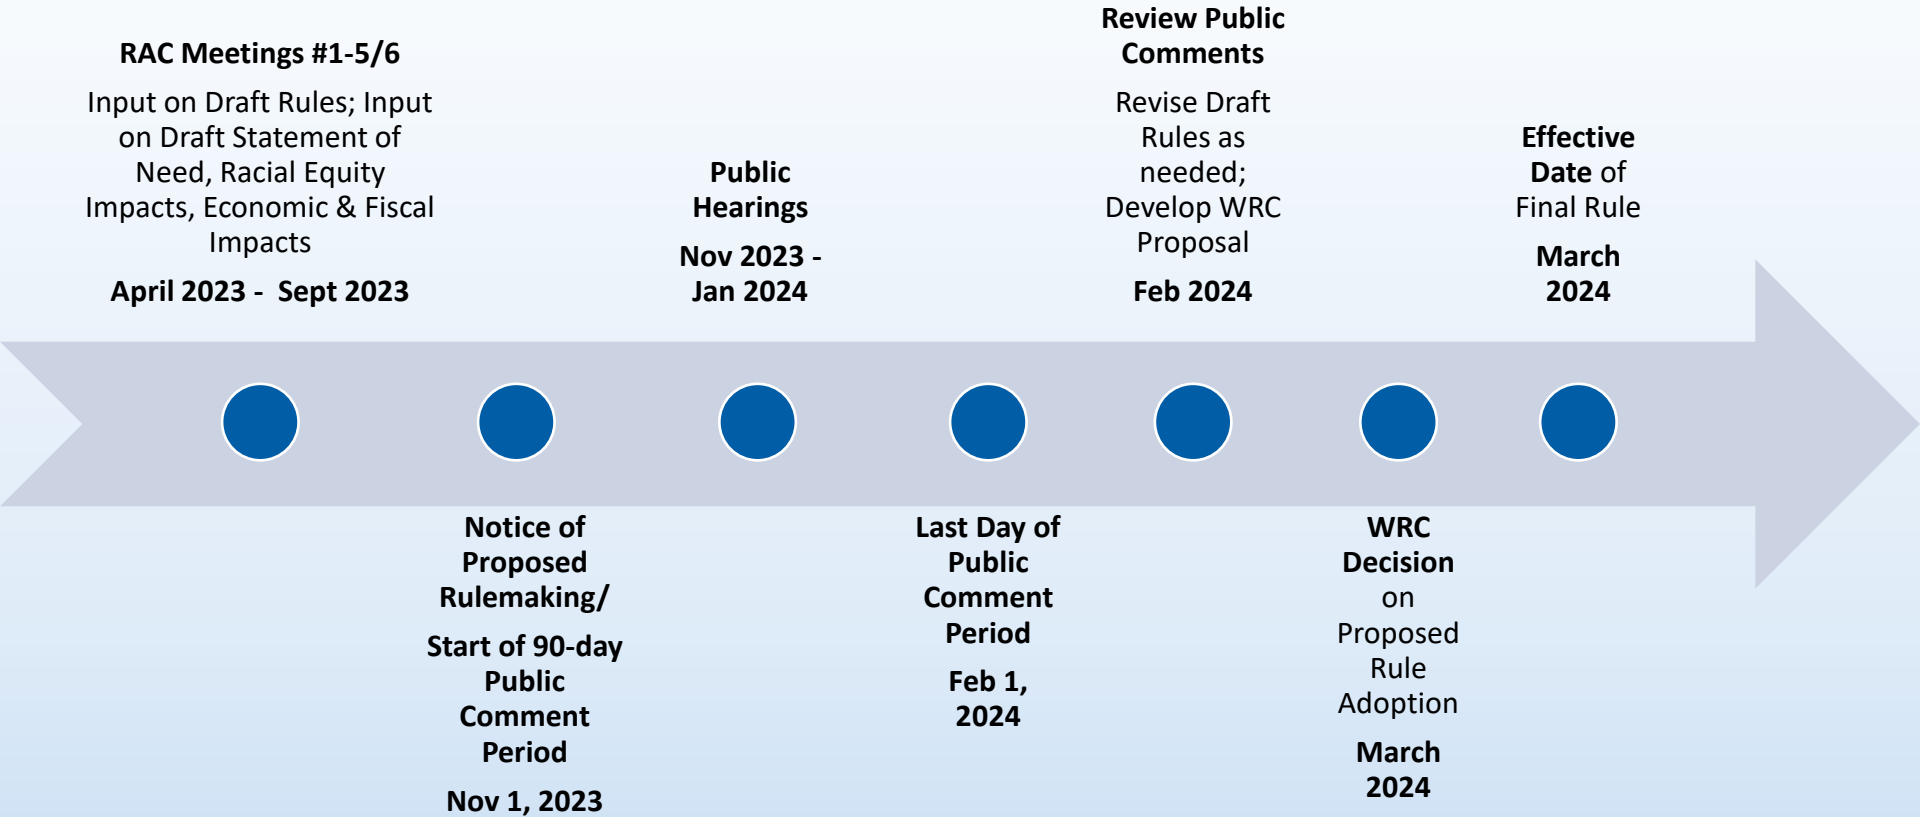 RAC Meetings #1-5/6
Input on Draft Rules; Input
on Draft Statement of
Need, Racial Equity
Impacts, Economic & Fiscal
Impacts
April 2023 -  Sept 2023
Notice of
Proposed
Rulemaking/
Start of 90-day
Public
Comment
Period
Nov 1, 2023
Public
Hearings
Nov 2023 -
Jan 2024
Last Day of
Public
Comment
Period
Feb 1,
2024
Review Public
Comments
Revise Draft
Rules as
needed;
Develop WRC
Proposal
Feb 2024
WRC
Decision
on
Proposed
Rule
Adoption
March
2024
Effective
Date of
Final Rule
March
2024